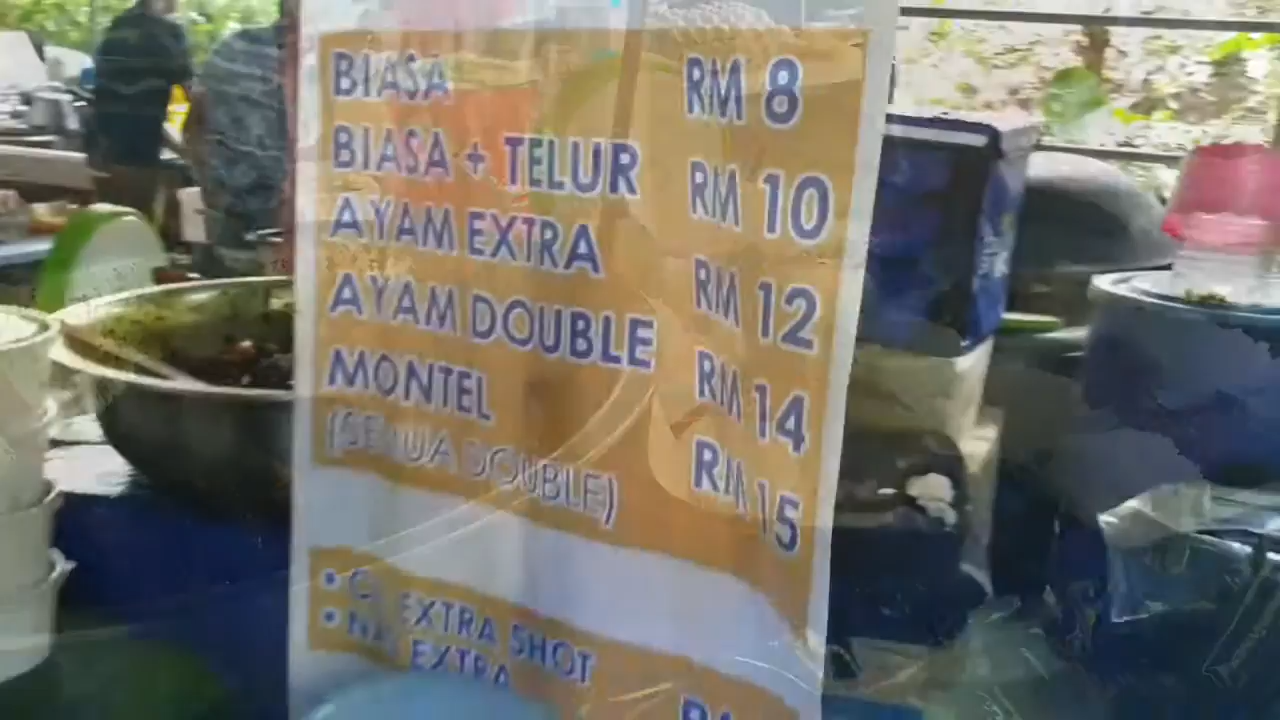 BIASA RM 8
BIASA + TELUR RM 10
AYAM EXTRA RM 12
AYAM DOUBLE RM 14
MONTEL RM 15
(SEMUA DOUBLE)
• EXTRA SHOT
• EXTRA